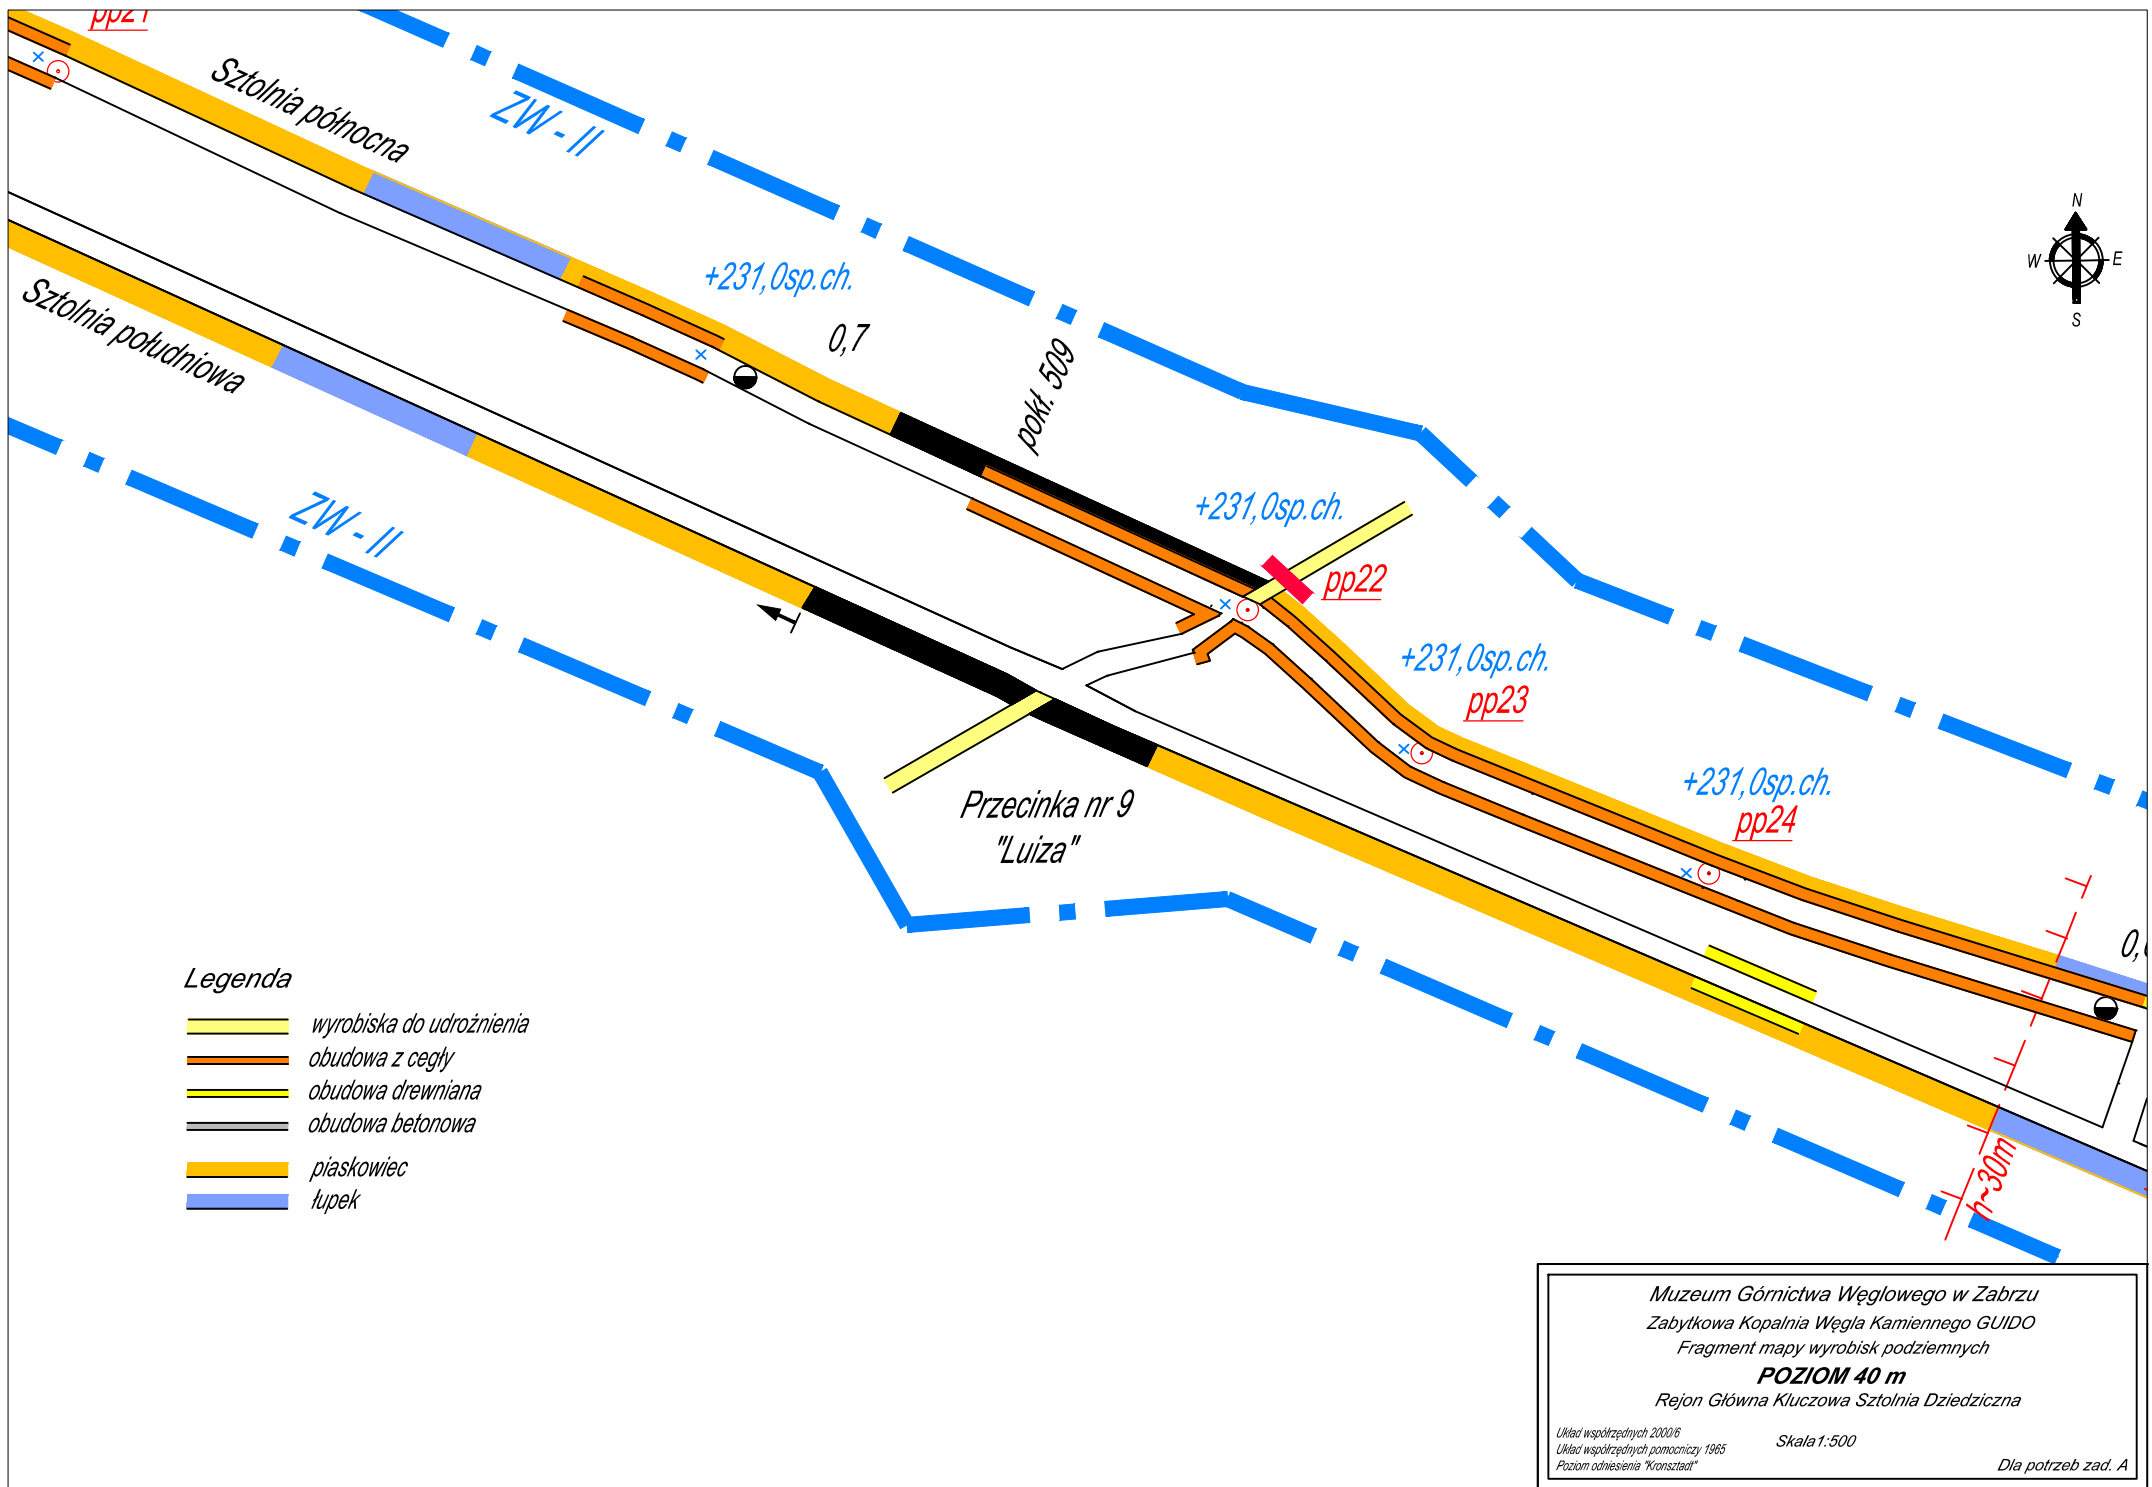 pp21
Sztolnia północna
ZW - II
N
W
E
S
+231,0sp.ch.
0,7
Sztolnia południowa
pokł. 509
+231,0sp.ch.
ZW - II
pp22
+231,0sp.ch.
pp23
+231,0sp.ch.
pp24
Przecinka nr 9
"Luiza"
h~30m
Legenda
wyrobiska do udrożnienia
obudowa z cegły
obudowa drewniana
obudowa betonowa
piaskowiec
łupek
Muzeum Górnictwa Węglowego w Zabrzu
Zabytkowa Kopalnia Węgla Kamiennego GUIDO
Fragment mapy wyrobisk podziemnych
POZIOM 40 m
Rejon Główna Kluczowa Sztolnia Dziedziczna
Układ współrzędnych 2000/6
Układ współrzędnych pomocniczy 1965
Poziom odniesienia "Kronsztadt"
Skala1:500
Dla potrzeb zad. A